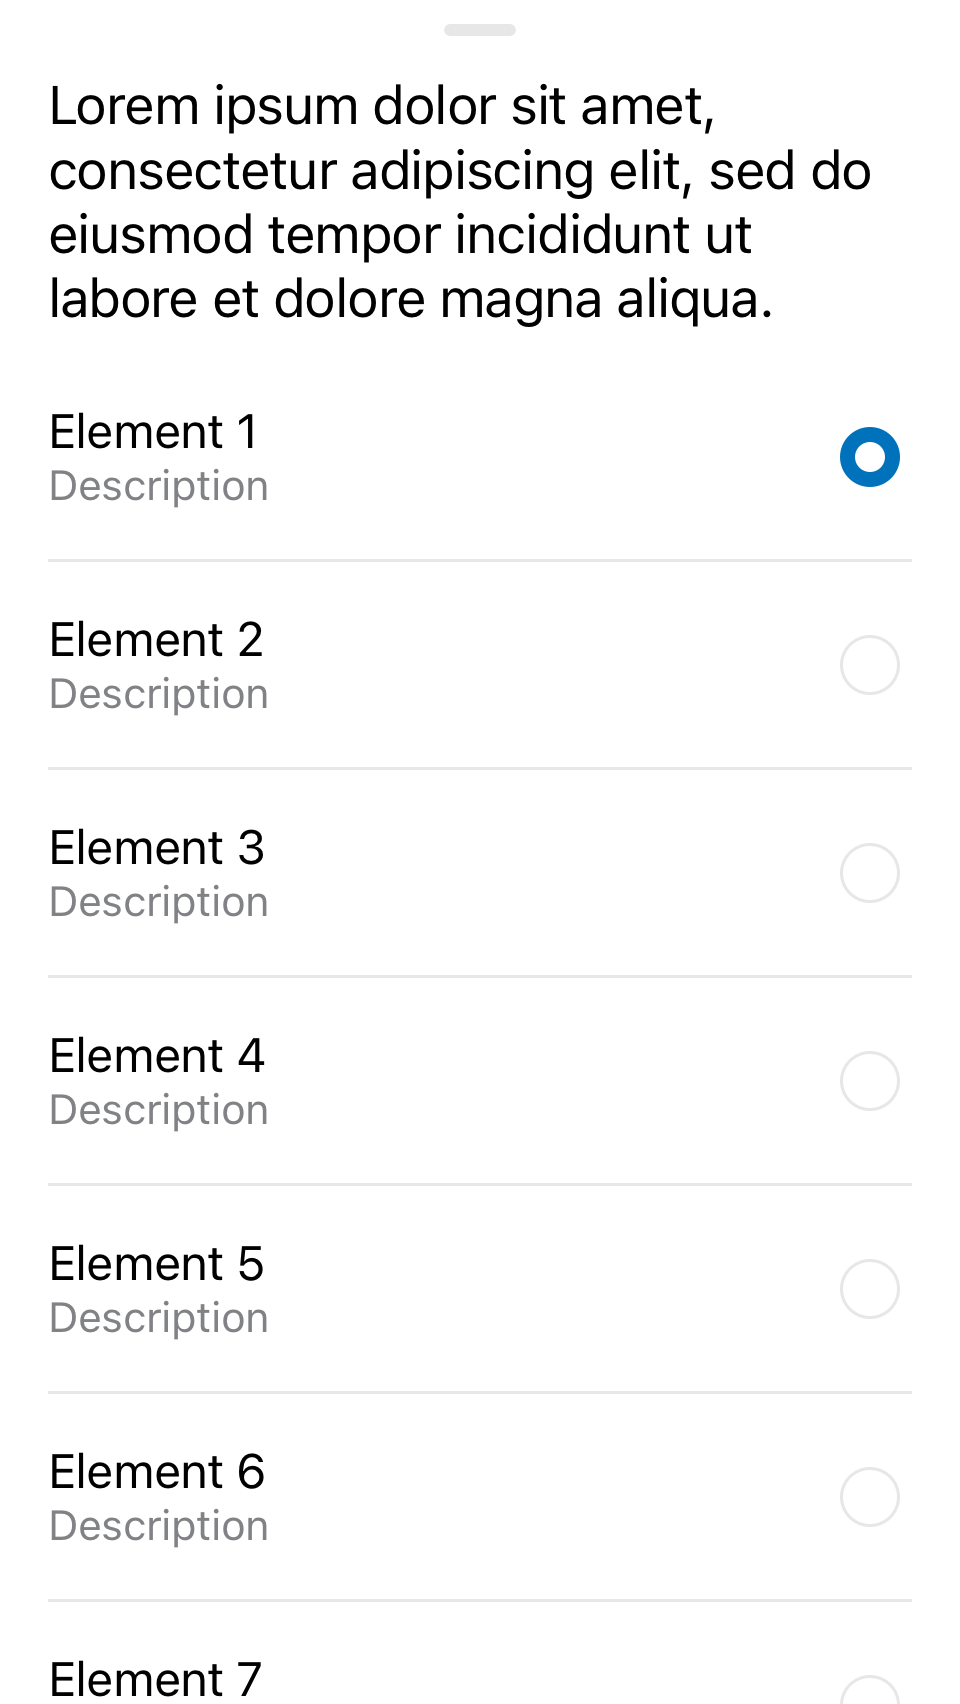 Lorem ipsum dolor sit amet,
consectetur adipiscing elit, sed do
eiusmod tempor incididunt ut
labore et dolore magna aliqua.
Element 1
Description
Element 2
Description
Element 3
Description
Element 4
Description
Element 5
Description
Element 6
Description
Element 7